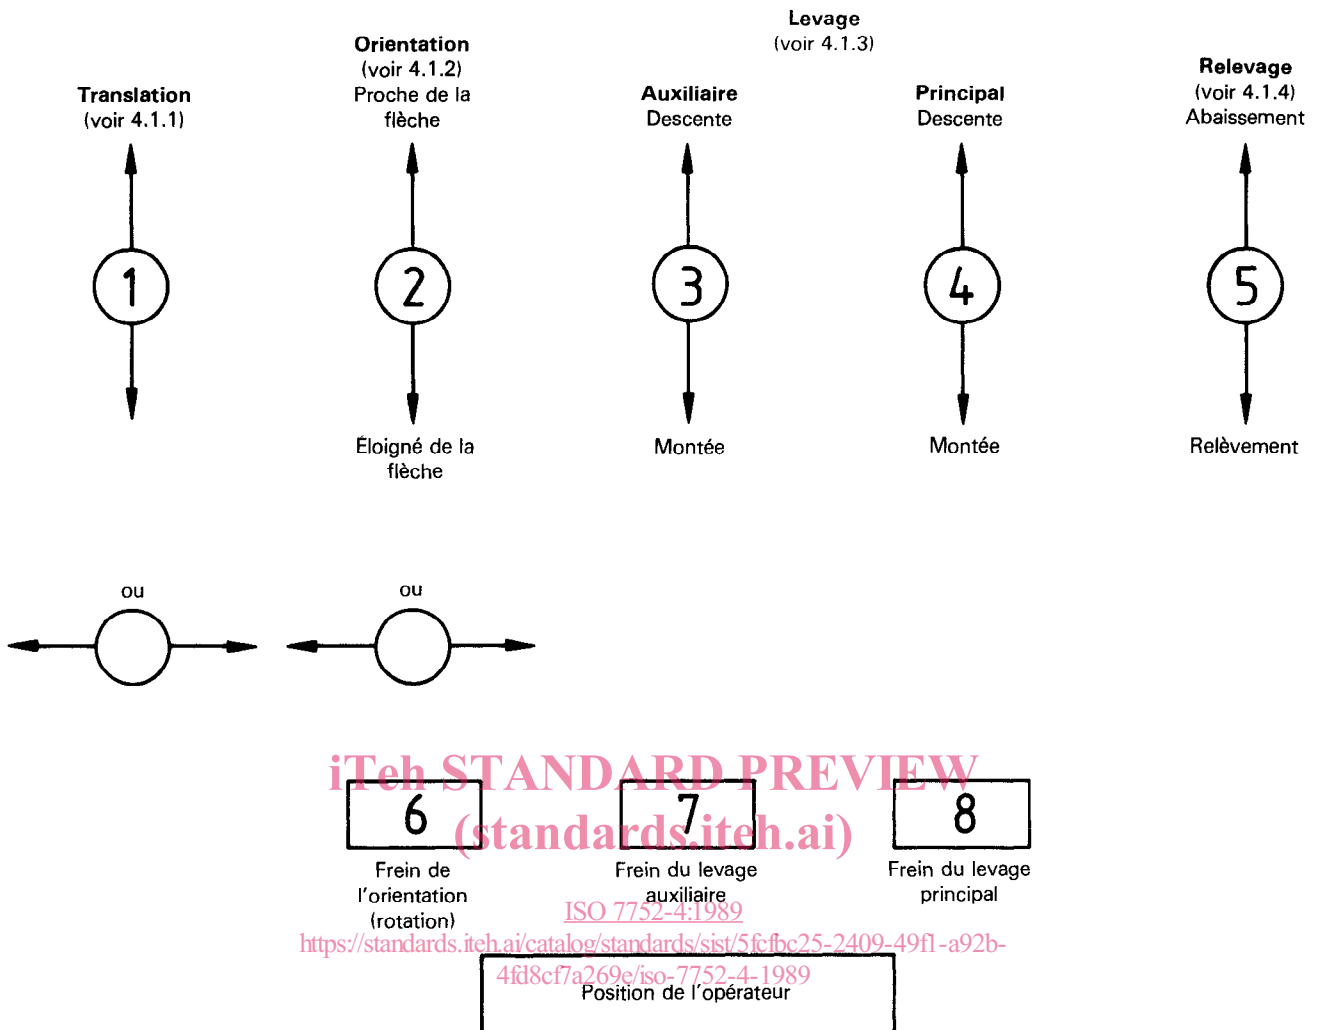 Levage
(voir 4.1.3)
Orientation
(voir 4.1.2)
Proche de la
flèche
Relevage
(voir 4.1.4)
Abaissement
Translation
(voir 4.1.1)
Auxiliaire
Descente
Principal
Descente
1
2
3
4
5
Éloigné de la
flèche
Montée
Montée
Relèvement
ou
ou
iTeh STANDARD PREVIEW
(standards.iteh.ai)
6
7
8
Frein de
l'orientation
(rotation)
Frein du levage
auxiliaire
Frein du levage
principal
ISO 7752-4:1989
https://standards.iteh.ai/catalog/standards/sist/5fcfbc25-2409-49f1-a92b-
4fd8cf7a269e/iso-7752-4-1989
Position de l'opérateur